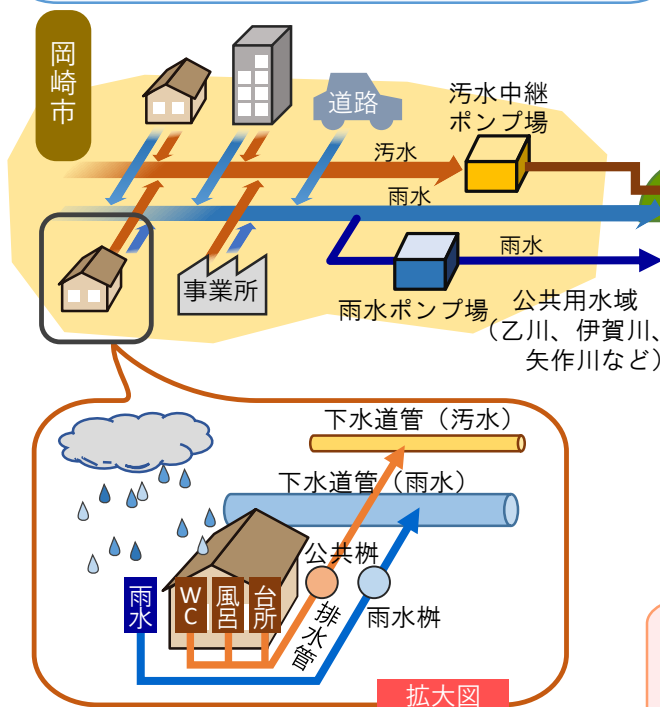 岡崎市
道路
汚水中継
ポンプ場
汚水
雨水
雨水
事業所
雨水ポンプ場
公共用水域
（乙川、伊賀川、
矢作川など）
下水道管（汚水）
下水道管（雨水）
公共桝
雨水
WC
風呂
台所
排水管
雨水桝
拡大図